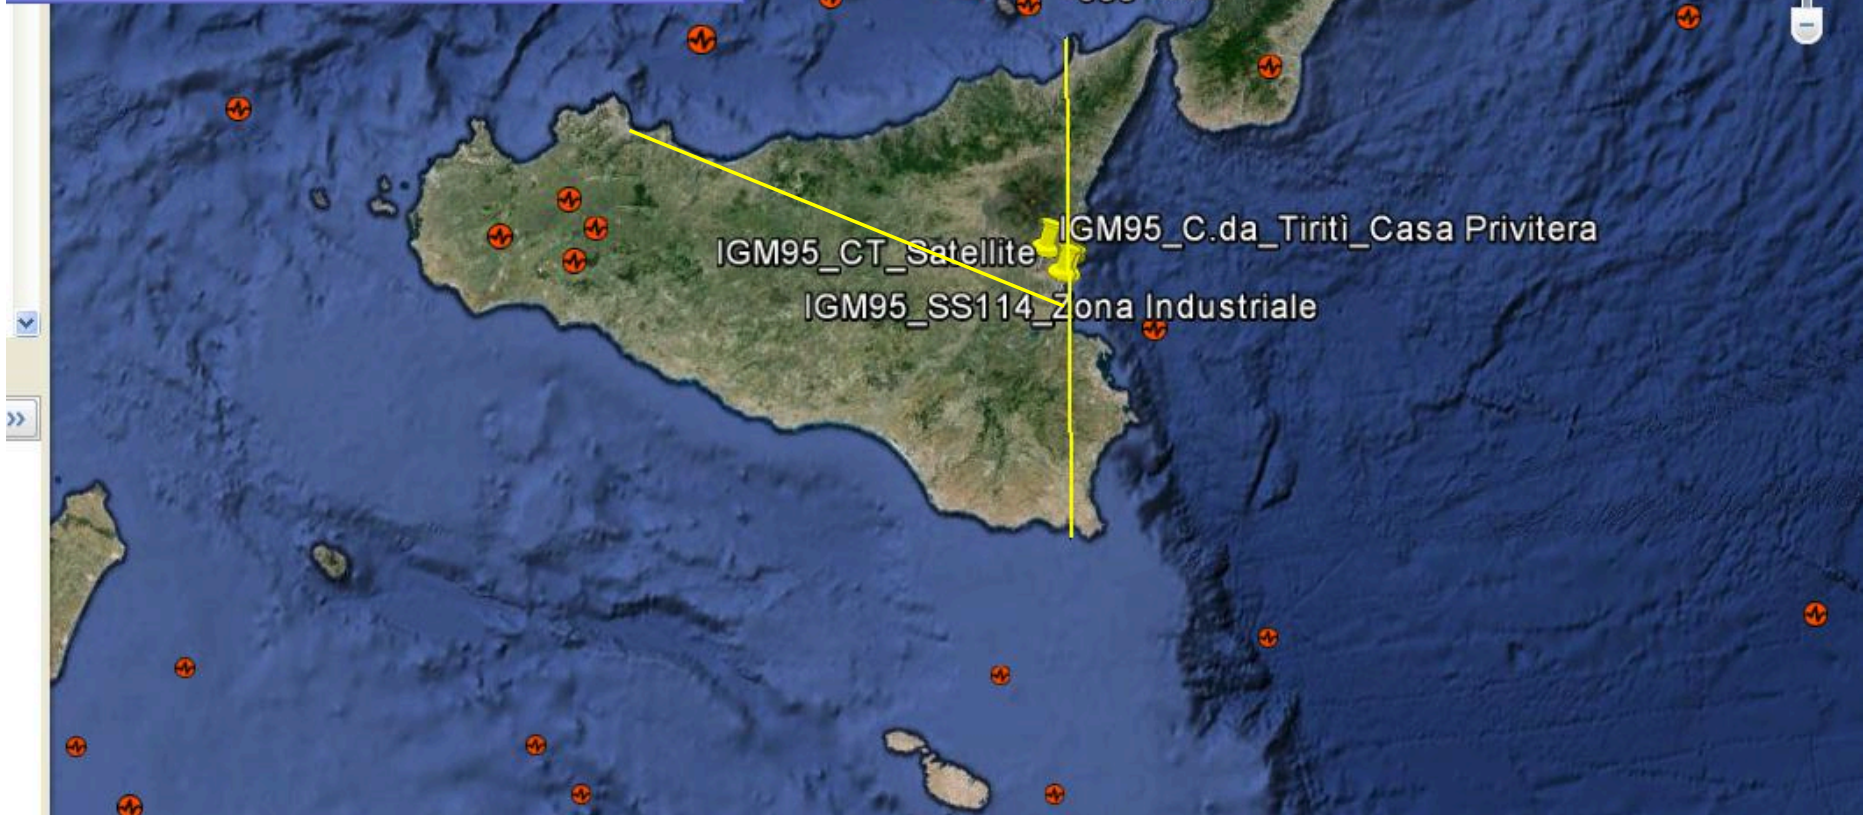 IGM95_C.da_Tiritì_Casa Privitera
IGM95_CT_Satellite
IGM95_SS114_Zona Industriale